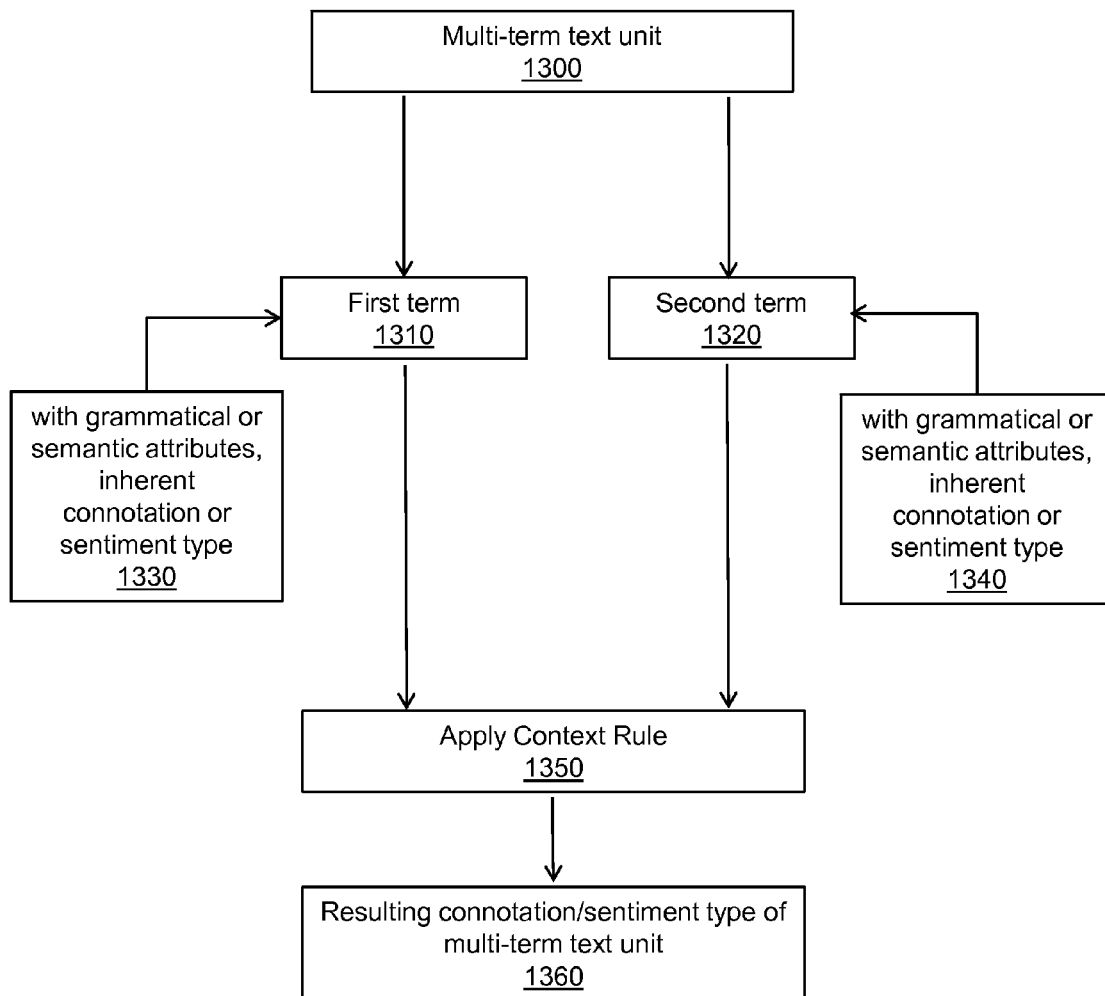 Multi-term text unit
1300
First term
1310
Second term
1320
with grammatical or
semantic attributes,
inherent
connotation or
sentiment type
1330
with grammatical or
semantic attributes,
inherent
connotation or
sentiment type
1340
Apply Context Rule
1350
Resulting connotation/sentiment type of
multi-term text unit
1360